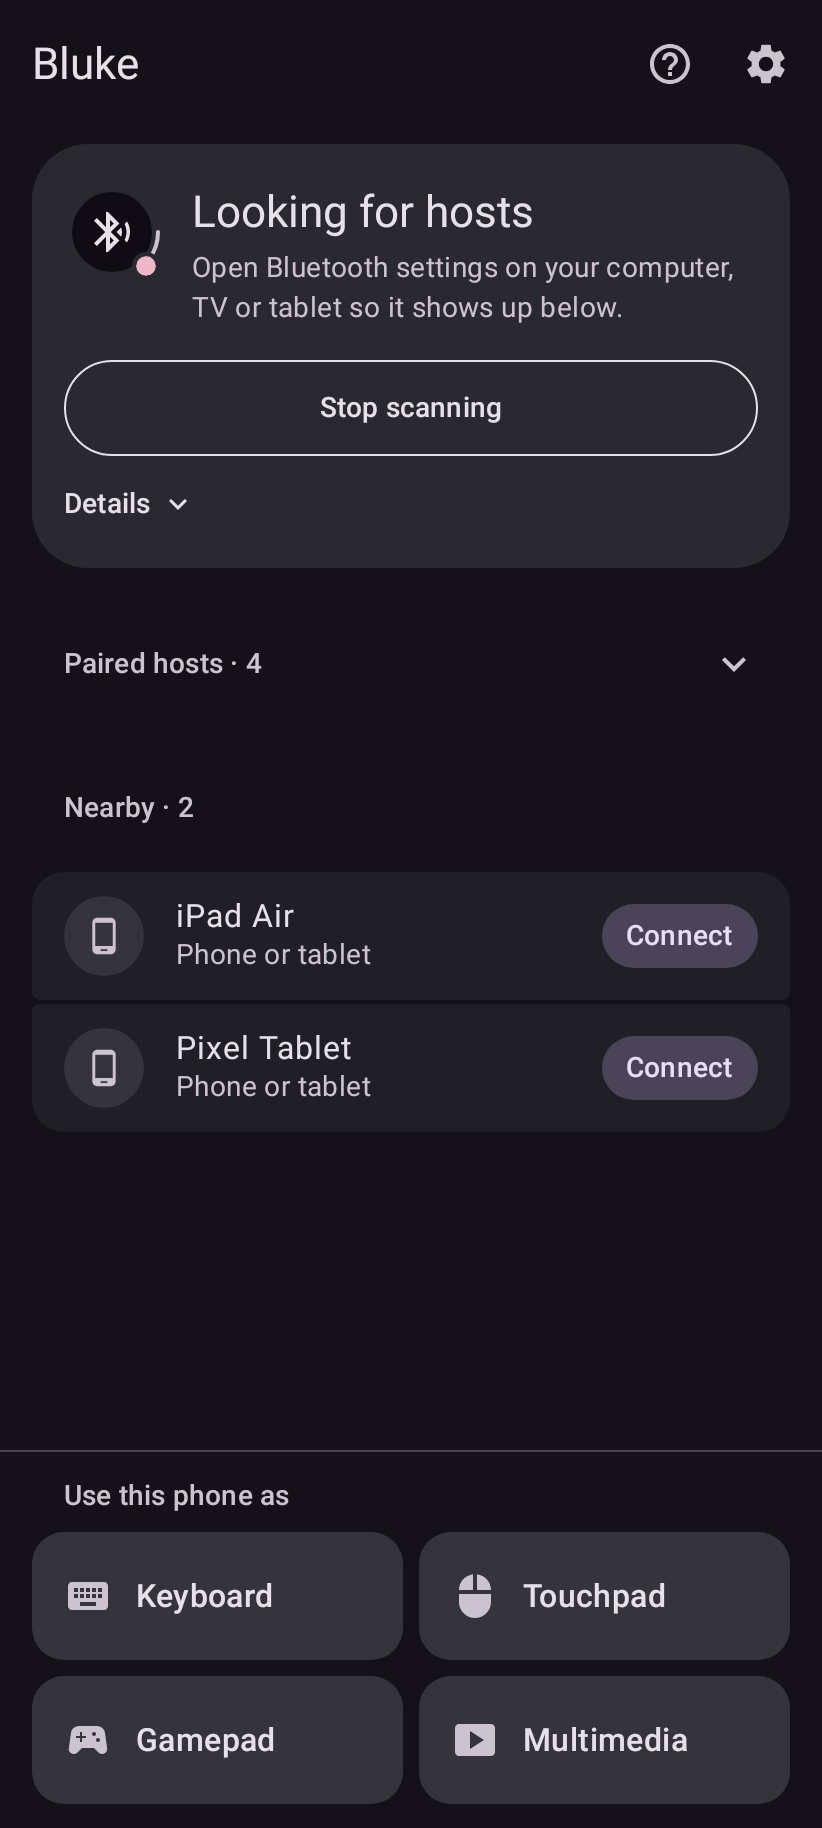 Bluke
Looking for hosts
Open Bluetooth settings on your computer,
TV or tablet so it shows up below.
Stop scanning
Details
Paired hosts · 4
Nearby · 2
iPad Air
Phone or tablet
Connect
Pixel Tablet
Phone or tablet
Connect
Use this phone as
Keyboard
Touchpad
Gamepad
Multimedia